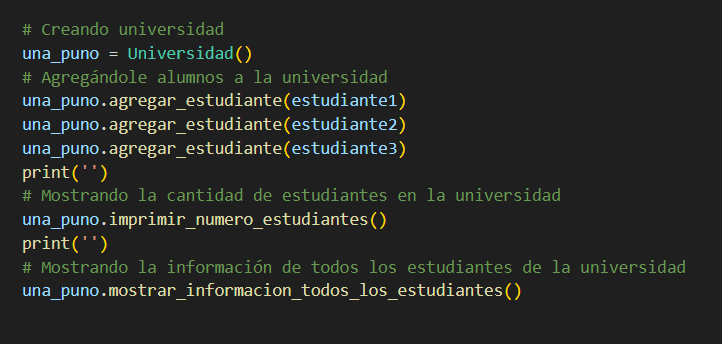 # Creando universidad
una_puno = Universidad()
# Agregándole alumnos a la universidad
una_puno.agregar_estudiante(estudiante1)
una_puno.agregar_estudiante(estudiante2)
una_puno.agregar_estudiante(estudiante3)
print('')
# Mostrando la cantidad de estudiantes en la universidad
una_puno.imprimir_numero_estudiantes()
print('')
# Mostrando la información de todos los estudiantes de la universidad
una_puno.mostrar_informacion_todos_los_estudiantes()